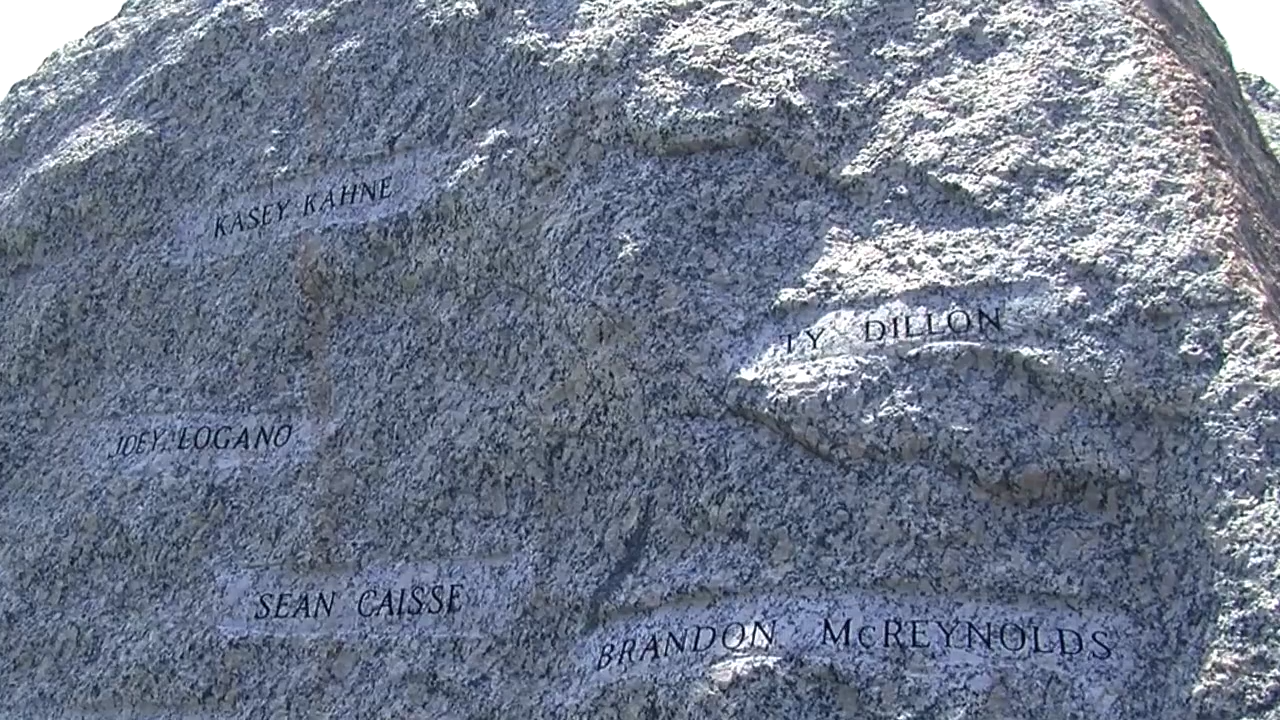 KASEY KAHNE
TY DILLON
JOEY LOGANO
SEAN CAISSE
BRANDON McREYNOLDS